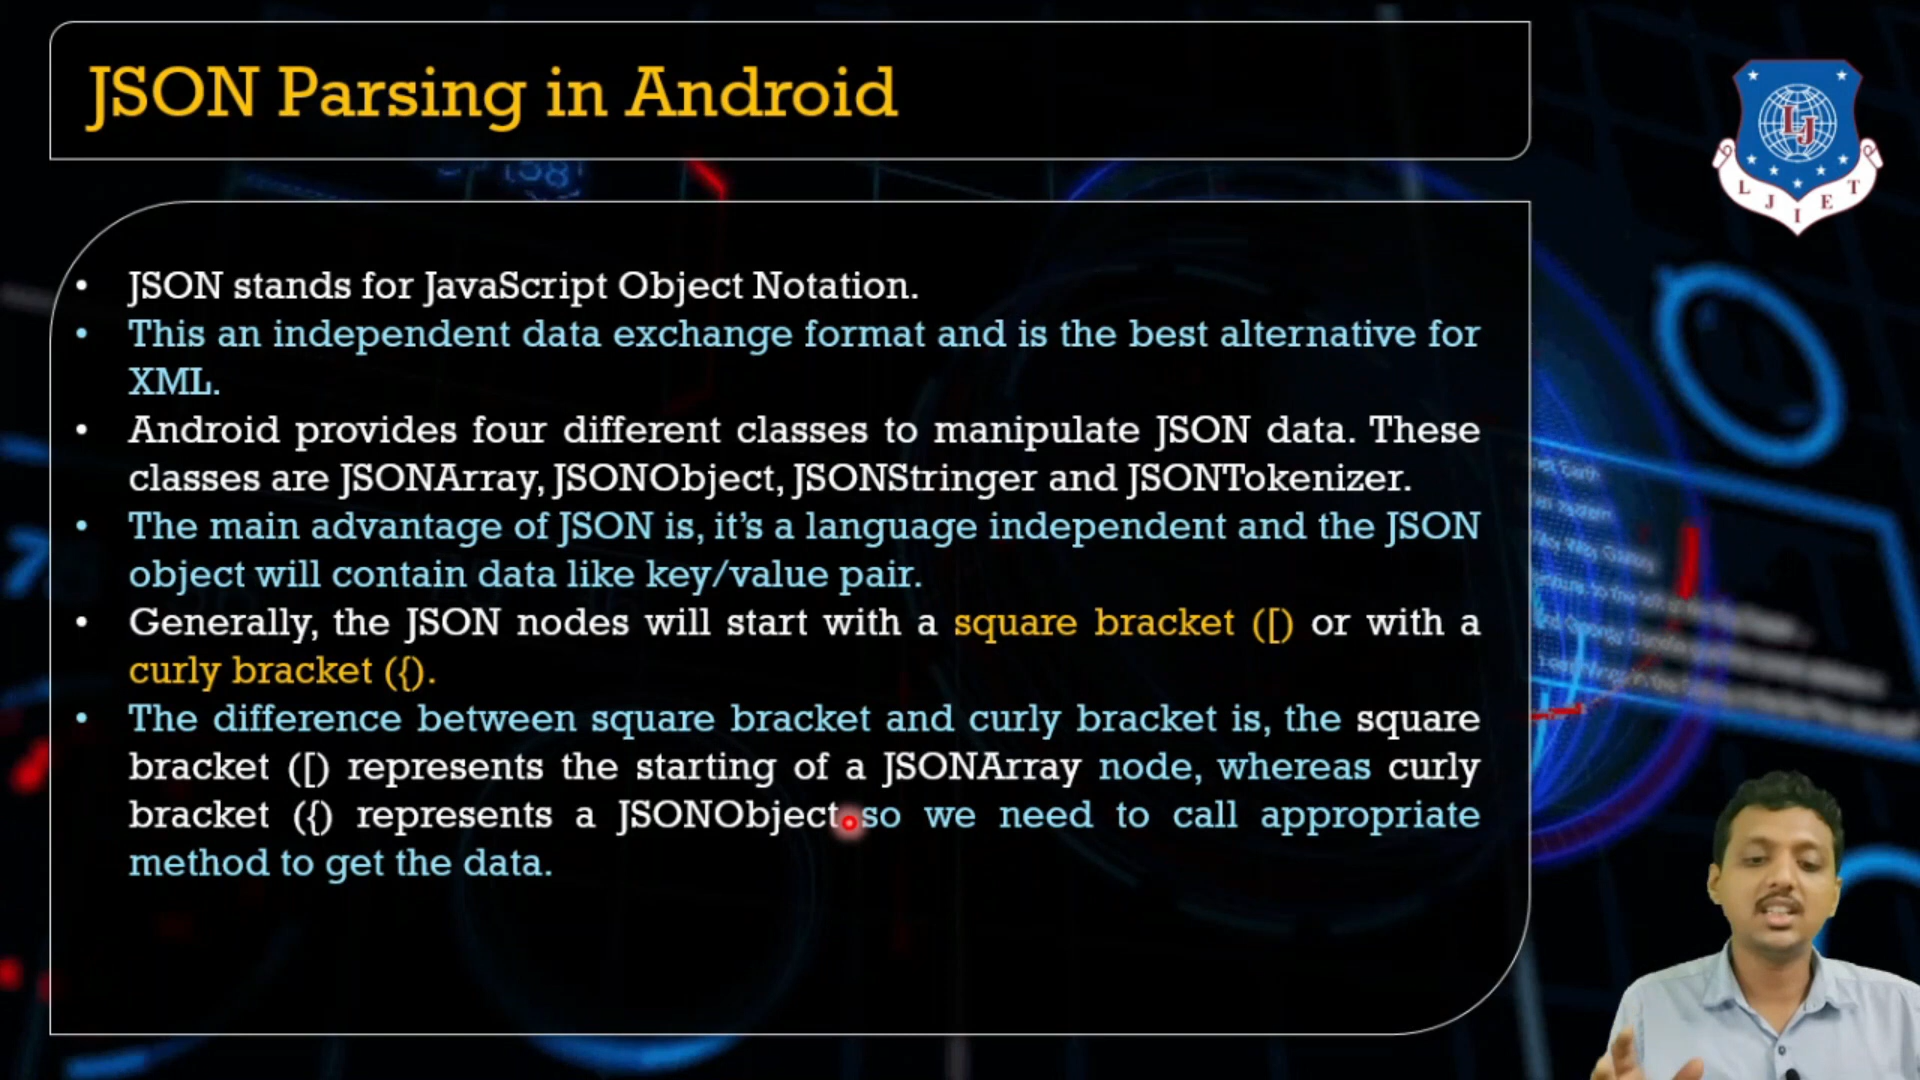 JSON Parsing in Android
(58)
L J
L J I E T
• JSON stands for JavaScript Object Notation.
• This an independent data exchange format and is the best alternative for
XML.
• Android provides four different classes to manipulate JSON data. These
classes are JSONArray, JSONObject, JSONStringer and JSONTokenizer.
• The main advantage of JSON is, it’s a language independent and the JSON
object will contain data like key/value pair.
• Generally, the JSON nodes will start with a square bracket ([) or with a
curly bracket ({).
• The difference between square bracket and curly bracket is, the square
bracket ([) represents the starting of a JSONArray node, whereas curly
bracket ({) represents a JSONObject so we need to call appropriate
method to get the data.